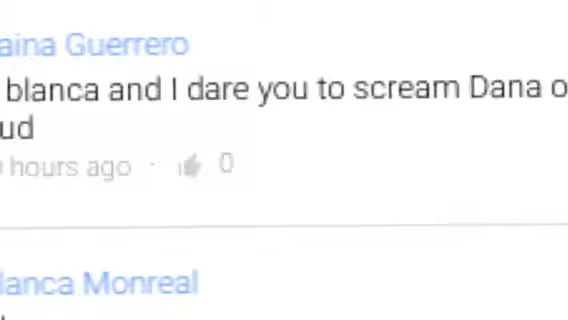 aina Guerrero
blanca and I dare you to scream Dana o
ud
hours ago · 0
lanca Monreal